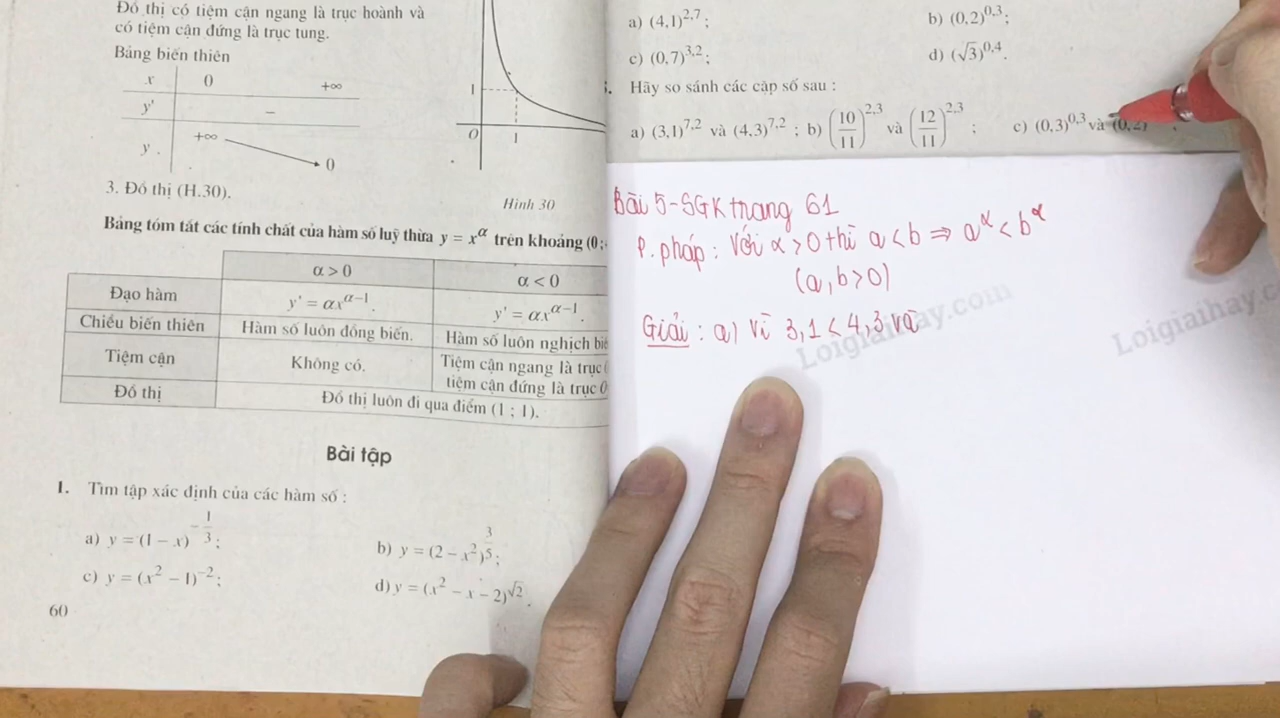 Đồ thị có tiệm cận ngang là trục hoành và
có tiệm cận đứng là trục tung.
Bảng biến thiên
x 0 +∞
y' −
y +∞ 0
1
O 1
3. Đồ thị (H.30).
Hình 30
Bảng tóm tắt các tính chất của hàm số luỹ thừa y = x^α trên khoảng (0 ;
α > 0 α < 0
Đạo hàm y' = αx^(α−1). y' = αx^(α−1).
Chiều biến thiên Hàm số luôn đồng biến. Hàm số luôn nghịch
Tiệm cận Không có. Tiệm cận ngang là trục
tiệm cận đứng là trục
Đồ thị Đồ thị luôn đi qua điểm (1 ; 1).
Bài tập
1. Tìm tập xác định của các hàm số :
a) y = (1 − x)^(−1/3);
b) y = (2 − x²)^(3/5);
c) y = (x² − 1)^(−2);
d) y = (x² − x − 2)^(√2).
60
a) (4,1)^2,7;
b) (0,2)^0,3;
c) (0,7)^3,2;
d) (√3)^0,4.
Hãy so sánh các cặp số sau :
a) (3,1)^7,2 và (4,3)^7,2 ; b) (10/11)^2,3 và (12/11)^2,3 ; c) (0,3)^0,3 và (0,2)
Bài 5-SGK trang 61
P. pháp: Với α > 0 thì a < b ⇒ a^α < b^α
(a, b > 0)
Giải : a) Vì 3,1 < 4,3 và
Loigiaihay.com
Loigiaihay.c